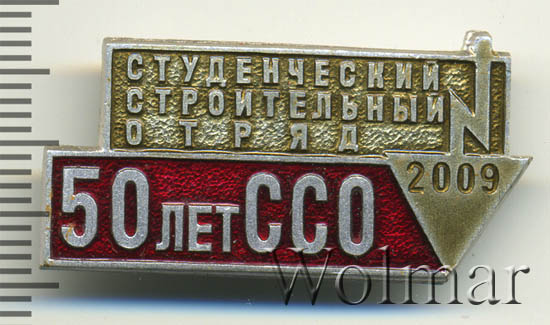 СТУДЕНЧЕСКИЙ
СТРОИТЕЛЬНЫЙ
ОТРЯД
2009
50 ЛЕТ ССО
Wolmar